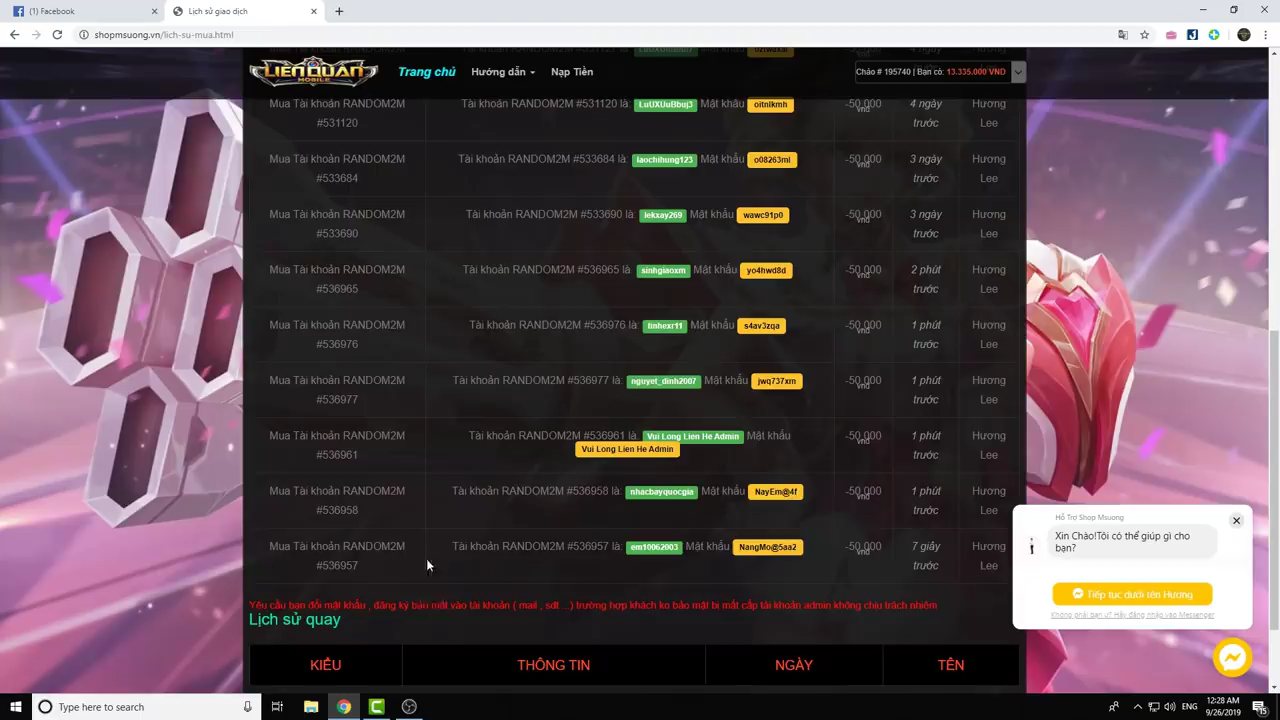 Facebook
Lịch sử giao dịch
shopmsuong.vn/lich-su-mua.html
LIENQUAN
MOBILE
Trang chủ
Hướng dẫn
Nạp Tiền
Chào # 195740 | Bạn có: 13.335.000 VND
Mua Tài khoản RANDOM2M
#531120
Tài khoản RANDOM2M #531120 là: LuUXUuBbuj3 Mật khẩu oitnlkmh
-50,000
vnđ
4 ngày
trước
Hương
Lee
Mua Tài khoản RANDOM2M
#533684
Tài khoản RANDOM2M #533684 là: laochihung123 Mật khẩu o08263ml
-50,000
vnđ
3 ngày
trước
Hương
Lee
Mua Tài khoản RANDOM2M
#533690
Tài khoản RANDOM2M #533690 là: lekxay269 Mật khẩu wawc91p0
-50,000
vnđ
3 ngày
trước
Hương
Lee
Mua Tài khoản RANDOM2M
#536965
Tài khoản RANDOM2M #536965 là: sinhgiaoxm Mật khẩu yo4hwd8d
-50,000
vnđ
2 phút
trước
Hương
Lee
Mua Tài khoản RANDOM2M
#536976
Tài khoản RANDOM2M #536976 là: linhexr11 Mật khẩu s4av3zqa
-50,000
vnđ
1 phút
trước
Hương
Lee
Mua Tài khoản RANDOM2M
#536977
Tài khoản RANDOM2M #536977 là: nguyet_dinh2007 Mật khẩu jwq737xm
-50,000
vnđ
1 phút
trước
Hương
Lee
Mua Tài khoản RANDOM2M
#536961
Tài khoản RANDOM2M #536961 là: Vui Long Lien He Admin Mật khẩu
Vui Long Lien He Admin
-50,000
vnđ
1 phút
trước
Hương
Lee
Mua Tài khoản RANDOM2M
#536958
Tài khoản RANDOM2M #536958 là: nhacbayquocgia Mật khẩu NayEm@4f
-50,000
vnđ
1 phút
trước
Hương
Lee
Mua Tài khoản RANDOM2M
#536957
Tài khoản RANDOM2M #536957 là: em10062003 Mật khẩu NangMo@5aa2
-50,000
vnđ
7 giây
trước
Hương
Lee
Yêu cầu bạn đổi mật khẩu , đăng ký bảo mật vào tài khoản ( mail , sdt ...) trường hợp khách ko bảo mật bị mất cắp tài khoản admin không chịu trách nhiệm
Lịch sử quay
KIỂU
THÔNG TIN
NGÀY
TÊN
Hỗ Trợ Shop Msuong
Xin Chào!Tôi có thể giúp gì cho
bạn?
Tiếp tục dưới tên Hương
Không phải bạn ư? Hãy đăng nhập vào Messenger
Type here to search
ENG
12:28 AM
9/26/2019
15